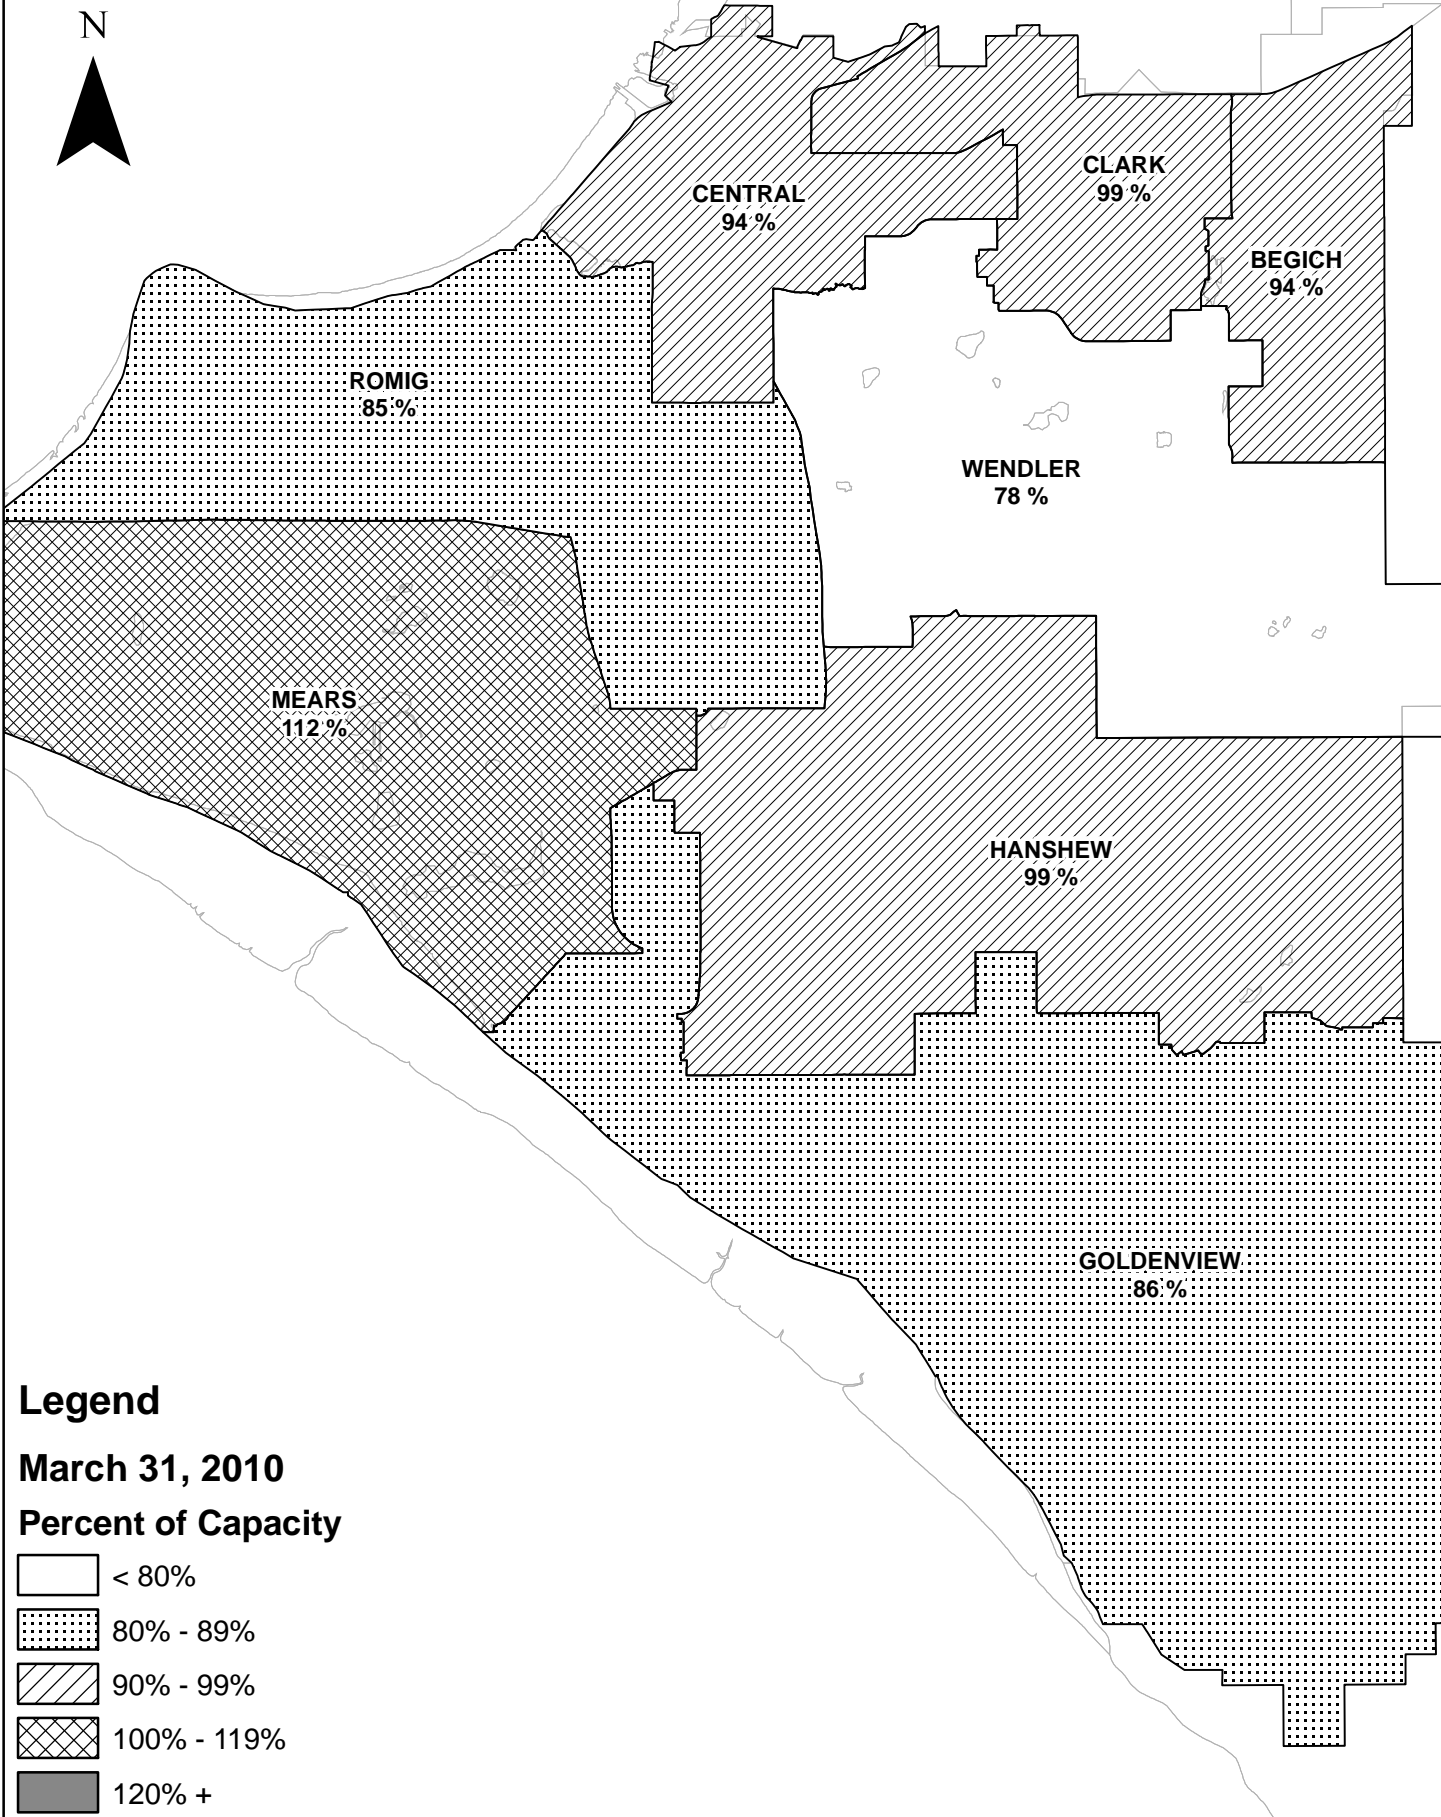 N
CLARK
99 %
CENTRAL
94 %
BEGICH
94 %
ROMIG
85 %
WENDLER
78 %
MEARS
112 %
HANSHEW
99 %
GOLDENVIEW
86 %
Legend
March 31, 2010
Percent of Capacity
< 80%
80% - 89%
90% - 99%
100% - 119%
120% +